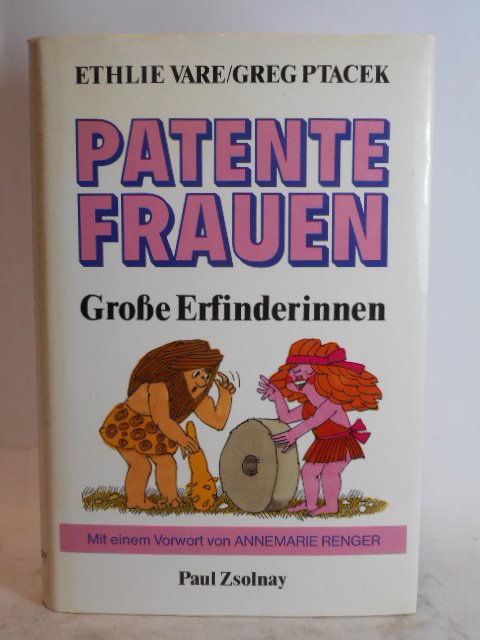 ETHLIE VARE/GREG PTACEK
PATENTE
FRAUEN
Große Erfinderinnen
Mit einem Vorwort von ANNEMARIE RENGER
Paul Zsolnay